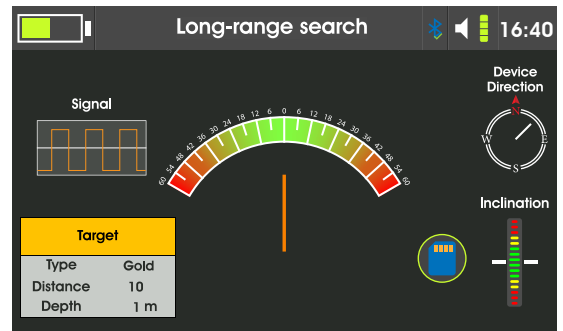 Long-range search
16:40
Signal
60 54 48 42 36 30 24 18 12 6 0 6 12 18 24 30 36 42 48 54 60
Device
Direction
N
W E
S
Inclination
Target
Type Gold
Distance 10
Depth 1 m